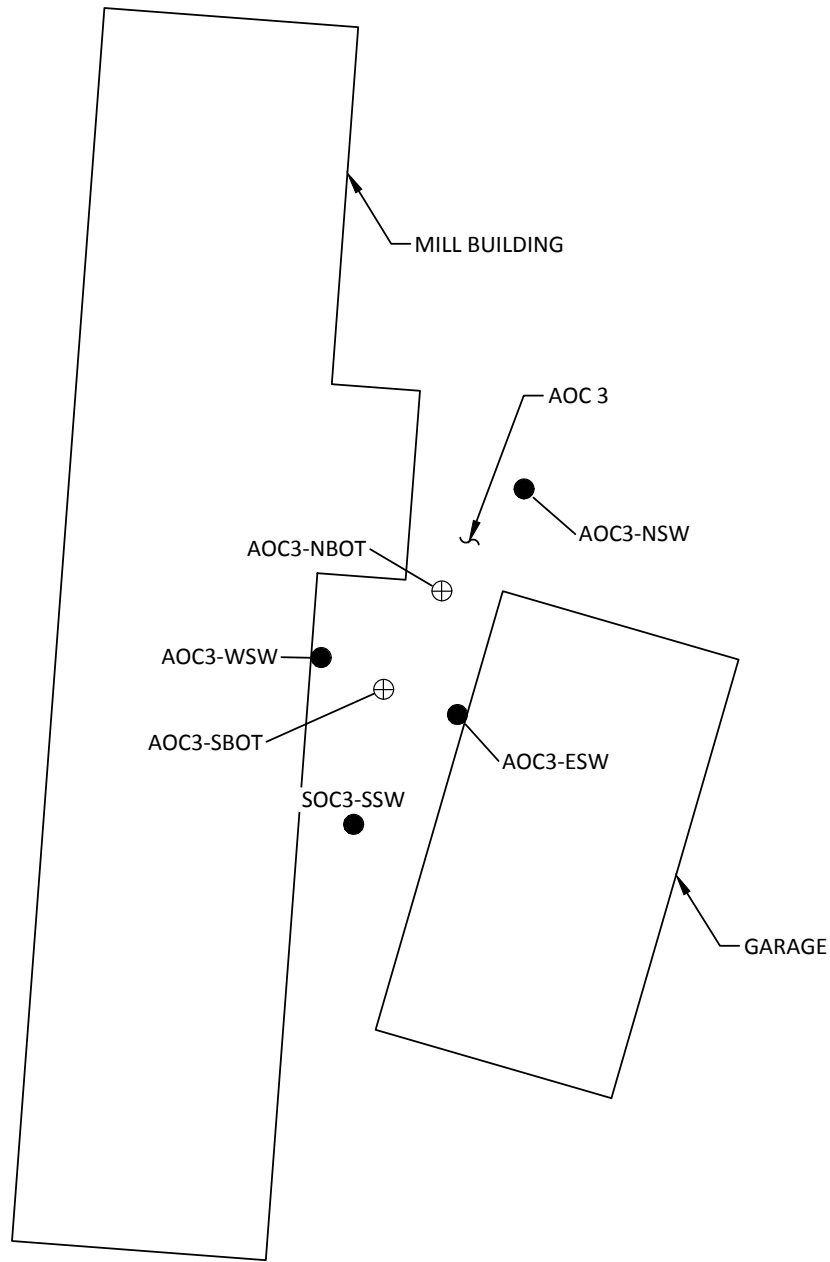 MILL BUILDING
AOC 3
AOC3-NSW
AOC3-NBOT
AOC3-WSW
AOC3-SBOT
AOC3-ESW
SOC3-SSW
GARAGE